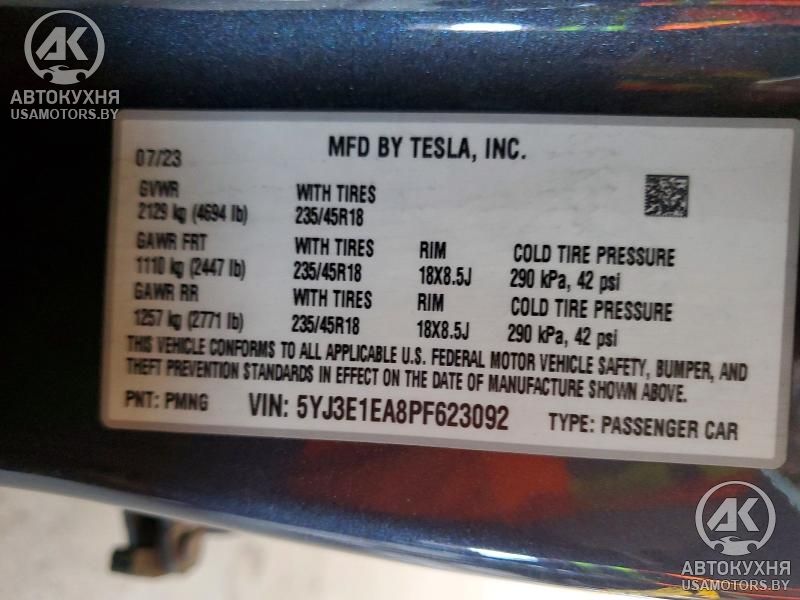 AK
АВТОКУХНЯ
USAMOTORS.BY
MFD BY TESLA, INC.
07/23
GVWR WITH TIRES
2129 kg (4694 lb) 235/45R18
GAWR FRT WITH TIRES RIM COLD TIRE PRESSURE
1110 kg (2447 lb) 235/45R18 18X8.5J 290 kPa, 42 psi
GAWR RR WITH TIRES RIM COLD TIRE PRESSURE
1257 kg (2771 lb) 235/45R18 18X8.5J 290 kPa, 42 psi
THIS VEHICLE CONFORMS TO ALL APPLICABLE U.S. FEDERAL MOTOR VEHICLE SAFETY, BUMPER, AND
THEFT PREVENTION STANDARDS IN EFFECT ON THE DATE OF MANUFACTURE SHOWN ABOVE.
PNT: PMNG VIN: 5YJ3E1EA8PF623092 TYPE: PASSENGER CAR
AK
АВТОКУХНЯ
USAMOTORS.BY